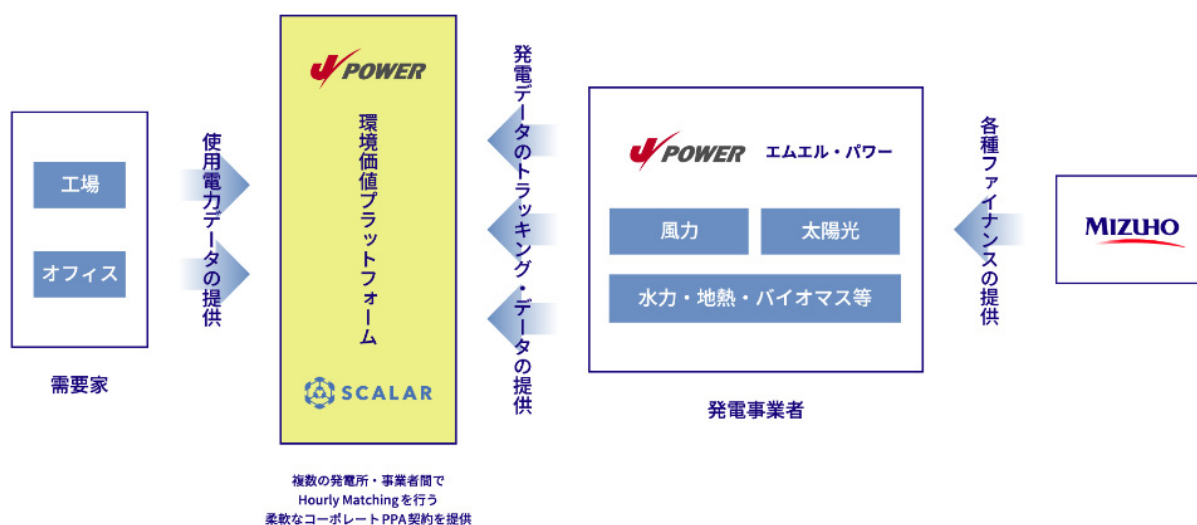 工場
オフィス
需要家
使用電力データの提供
J POWER
環境価値プラットフォーム
SCALAR
複数の発電所・事業者間で
Hourly Matchingを行う
柔軟なコーポレートPPA契約を提供
発電データのトラッキング・データの提供
J POWER
エムエル・パワー
風力
太陽光
水力・地熱・バイオマス等
発電事業者
各種ファイナンスの提供
MIZUHO